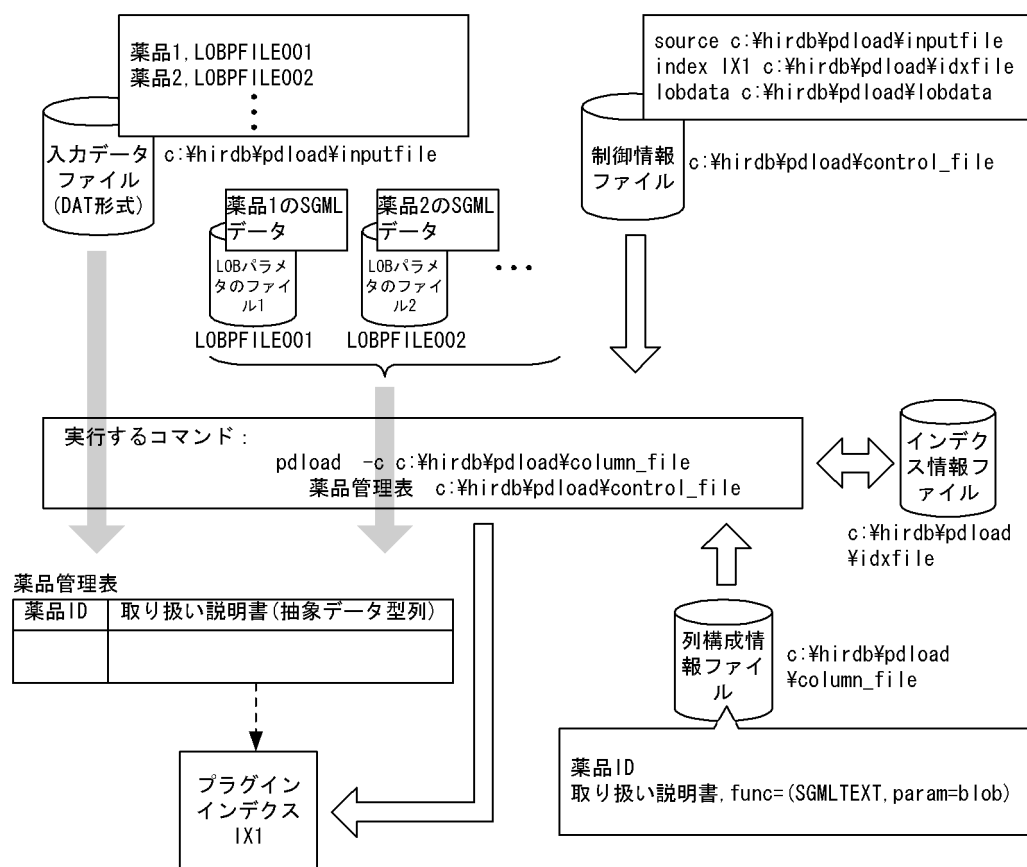 薬品1,LOBPFILE001
薬品2,LOBPFILE002
入力データ
ファイル
(DAT形式)
c:¥hirdb¥pdload¥inputfile
source c:¥hirdb¥pdload¥inputfile
index IX1 c:¥hirdb¥pdload¥idxfile
lobdata c:¥hirdb¥pdload¥lobdata
制御情報
ファイル
c:¥hirdb¥pdload¥control_file
薬品1のSGML
データ
LOBパラメ
タのファイ
ル1
LOBPFILE001
薬品2のSGML
データ
LOBパラメ
タのファイ
ル2
LOBPFILE002
...
実行するコマンド:
pdload -c c:¥hirdb¥pdload¥column_file
薬品管理表 c:¥hirdb¥pdload¥control_file
インデク
ス情報フ
ァイル
c:¥hirdb¥pdload
¥idxfile
薬品管理表
薬品ID
取り扱い説明書(抽象データ型列)
列構成情
報ファイ
ル
c:¥hirdb¥pdload
¥column_file
プラグイン
インデクス
IX1
薬品ID
取り扱い説明書,func=(SGMLTEXT,param=blob)